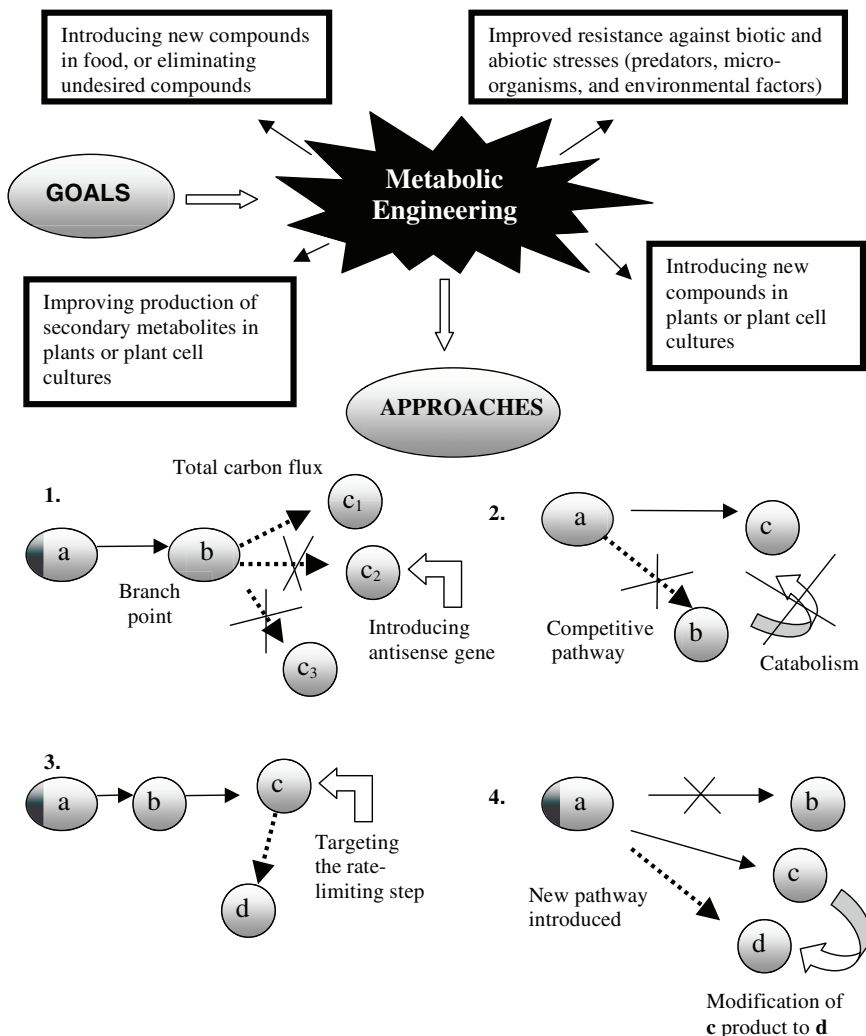 Introducing new compounds
in food, or eliminating
undesired compounds
Improved resistance against biotic and
abiotic stresses (predators, micro-
organisms, and environmental factors)
GOALS
Metabolic
Engineering
Improving production of
secondary metabolites in
plants or plant cell
cultures
Introducing new
compounds in
plants or plant cell
cultures
APPROACHES
1.
Total carbon flux
a
b
c1
c2
c3
Branch
point
Introducing
antisense gene
2.
a
c
b
Competitive
pathway
Catabolism
3.
a
b
c
d
Targeting
the rate-
limiting step
4.
a
b
c
d
New pathway
introduced
Modification of
c product to d